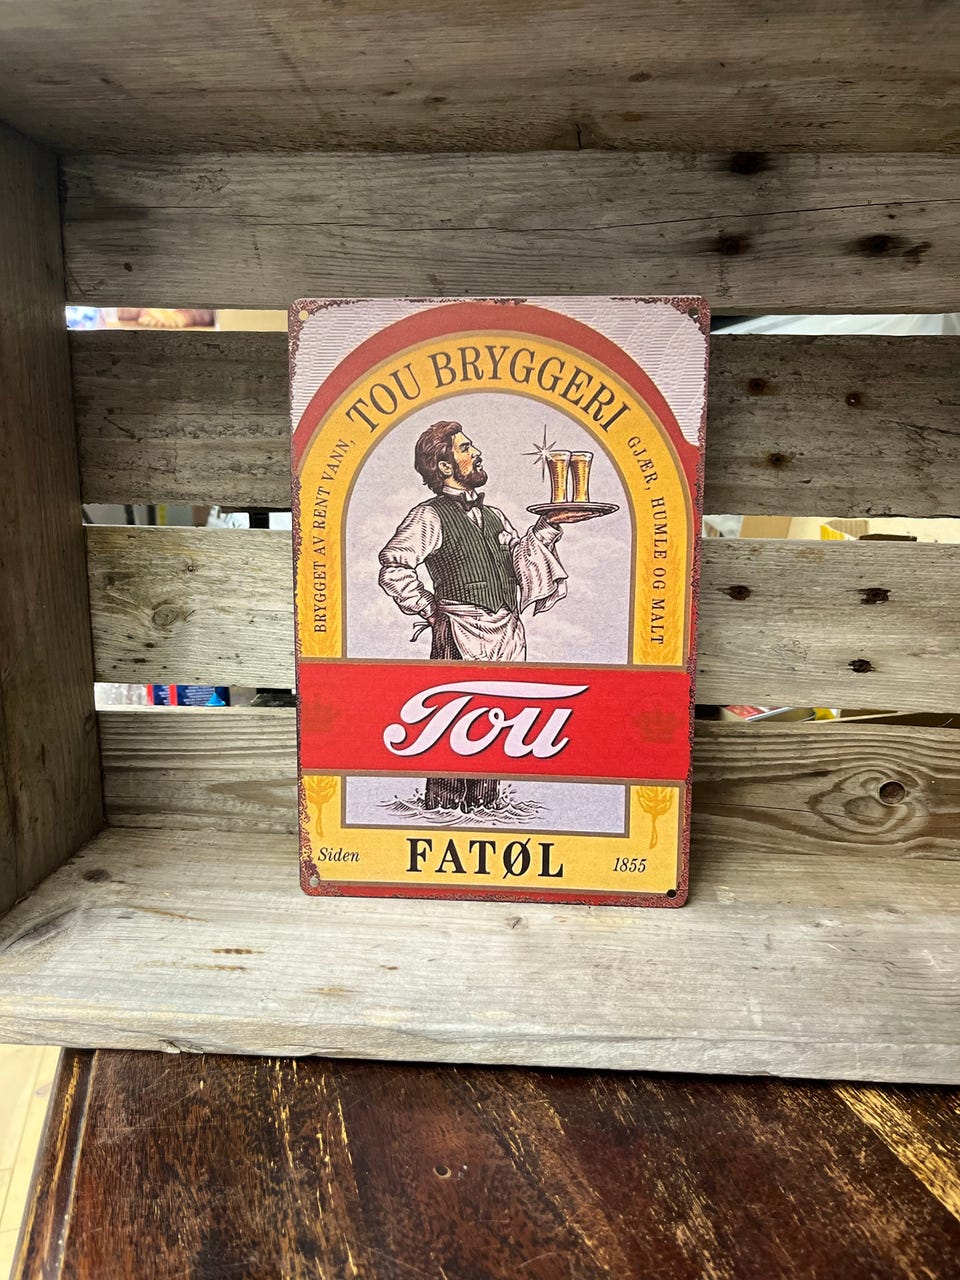 TOU BRYGGERI
BRYGGET AV RENT VANN,
GJÆR, HUMLE OG MALT
Tou
Siden
FATØL
1855